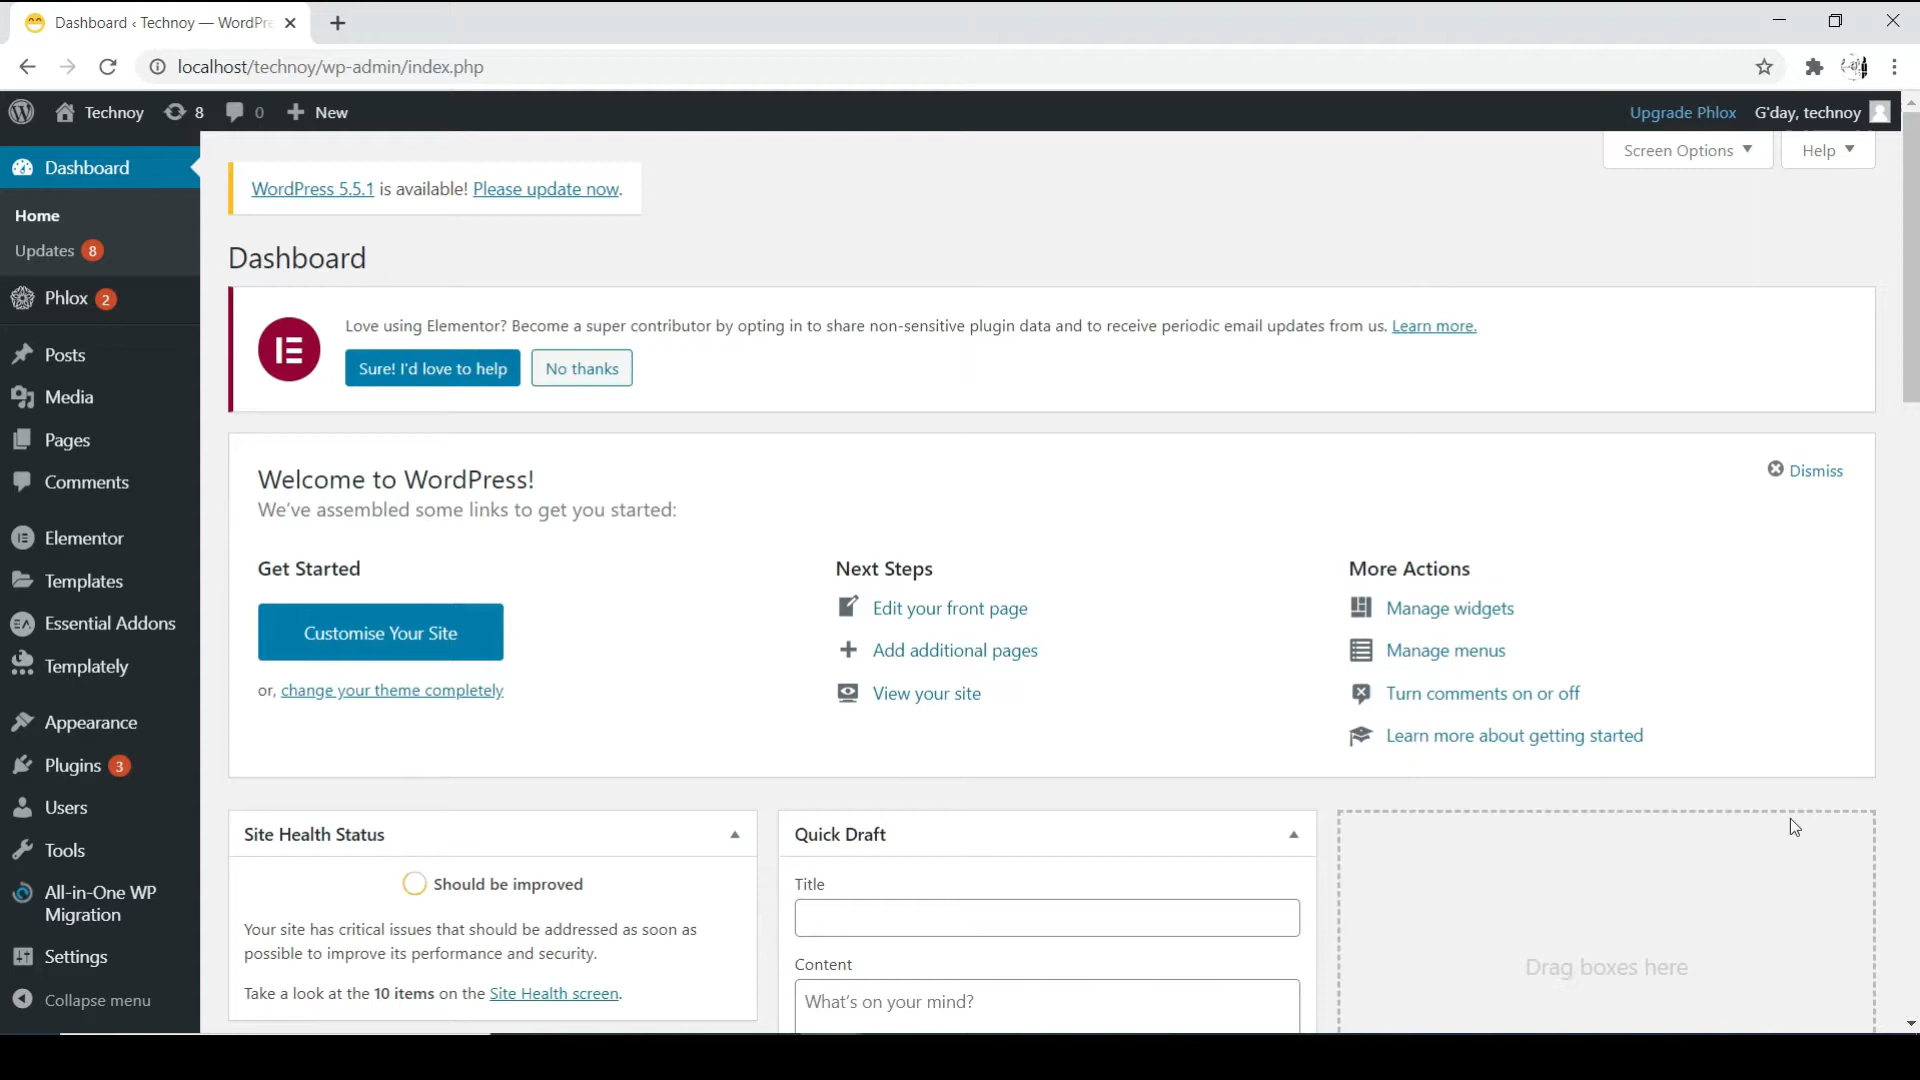 Dashboard ‹ Technoy — WordPre
localhost/technoy/wp-admin/index.php
Technoy 8 0 New
Upgrade Phlox G'day, technoy
Screen Options Help
Dashboard
Home
Updates 8
Phlox 2
Posts
Media
Pages
Comments
Elementor
Templates
Essential Addons
Templately
Appearance
Plugins 3
Users
Tools
All-in-One WP
Migration
Settings
Collapse menu
WordPress 5.5.1 is available! Please update now.
Dashboard
Love using Elementor? Become a super contributor by opting in to share non-sensitive plugin data and to receive periodic email updates from us. Learn more.
Sure! I'd love to help No thanks
Welcome to WordPress!
We've assembled some links to get you started:
Dismiss
Get Started
Customise Your Site
or, change your theme completely
Next Steps
Edit your front page
Add additional pages
View your site
More Actions
Manage widgets
Manage menus
Turn comments on or off
Learn more about getting started
Site Health Status
Should be improved
Your site has critical issues that should be addressed as soon as
possible to improve its performance and security.
Take a look at the 10 items on the Site Health screen.
Quick Draft
Title
Content
What's on your mind?
Drag boxes here